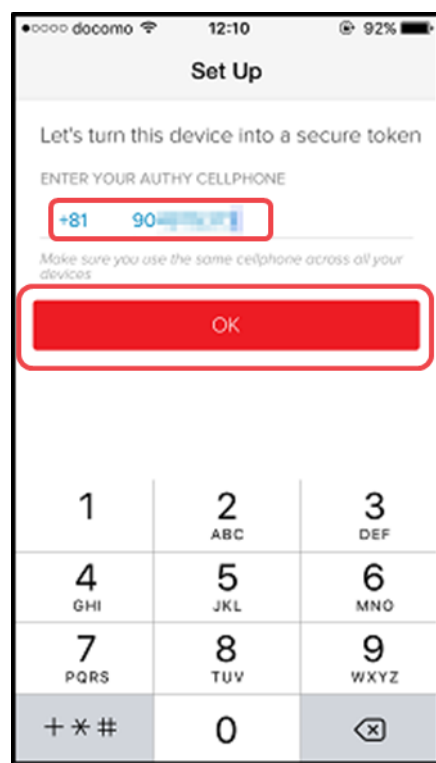 docomo 12:10 92%
Set Up
Let's turn this device into a secure token
ENTER YOUR AUTHY CELLPHONE
+81 90
Make sure you use the same cellphone across all your
devices
OK
1 2 3
ABC DEF
4 5 6
GHI JKL MNO
7 8 9
PQRS TUV WXYZ
+*# 0